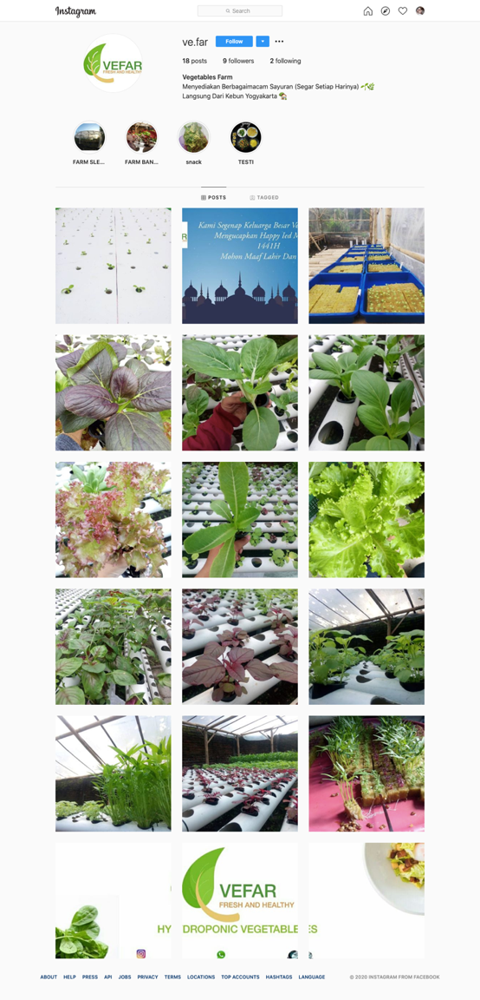 Instagram
Search
ve.far
Follow
18 posts
9 followers
2 following
Vegetables Farm
Menyediakan Berbagaimacam Sayuran (Segar Setiap Harinya)
Langsung Dari Kebun Yogyakarta
VEFAR
FRESH AND HEALTHY
FARM SLE...
FARM BAN...
snack
TESTI
POSTS
TAGGED
R
Kami Segenap Keluarga Besar V
Mengucapkan Happy Ied M
1441H
Mohon Maaf Lahir Dan
VEFAR
FRESH AND HEALTHY
HY DROPONIC VEGETABLE ES
ABOUT HELP PRESS API JOBS PRIVACY TERMS LOCATIONS TOP ACCOUNTS HASHTAGS LANGUAGE
© 2020 INSTAGRAM FROM FACEBOOK